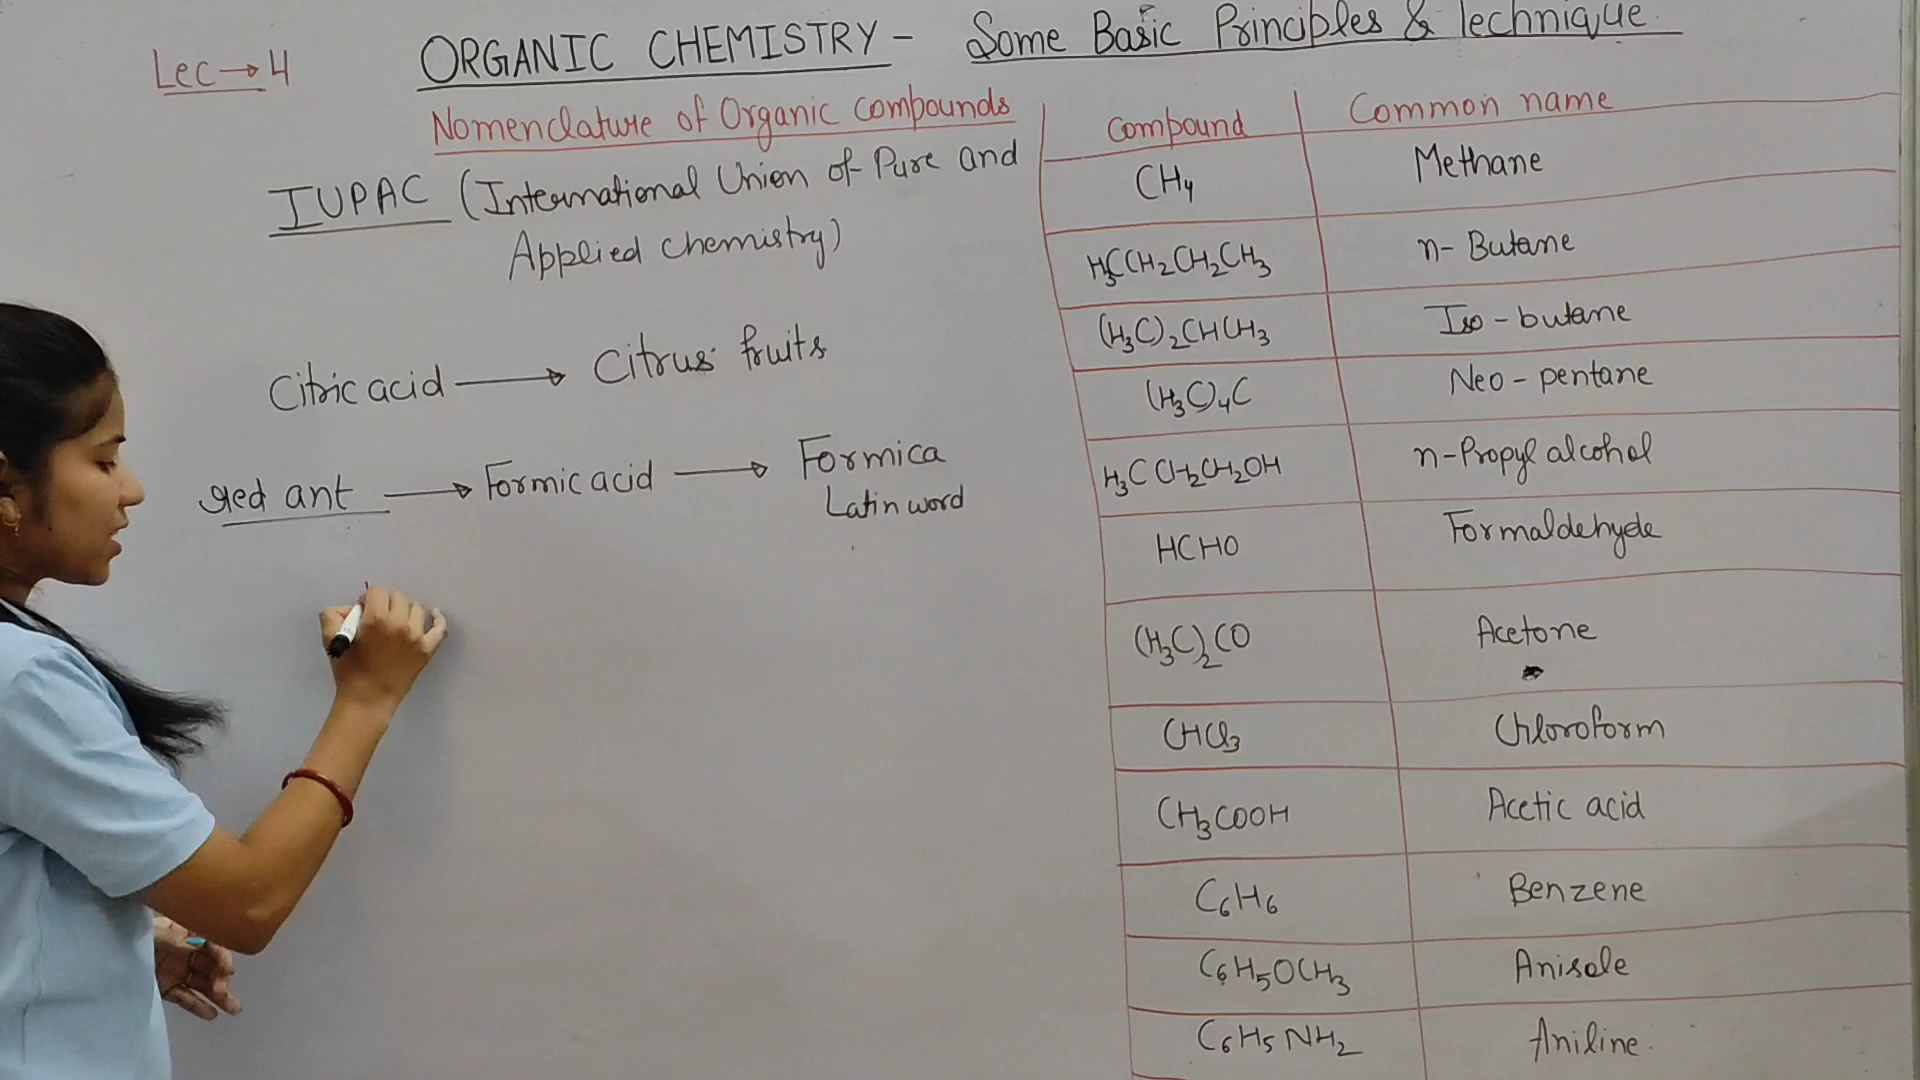 Lec → 4
ORGANIC CHEMISTRY - Some Basic Principles & Technique.
Nomenclature of Organic compounds
IUPAC (International Union of Pure and
Applied chemistry)
Citric acid → Citrus fruits
red ant → Formic acid → Formica
Latin word
Compound Common name
CH₄ Methane
H₃CCH₂CH₂CH₃ n- Butane
(H₃C)₂CHCH₃ Iso - butane
(H₃C)₄C Neo - pentane
H₃CCH₂CH₂OH n-Propyl alcohol
HCHO Formaldehyde
(H₃C)₂CO Acetone
CHCl₃ Chloroform
CH₃COOH Acetic acid
C₆H₆ Benzene
C₆H₅OCH₃ Anisole
C₆H₅NH₂ Aniline.